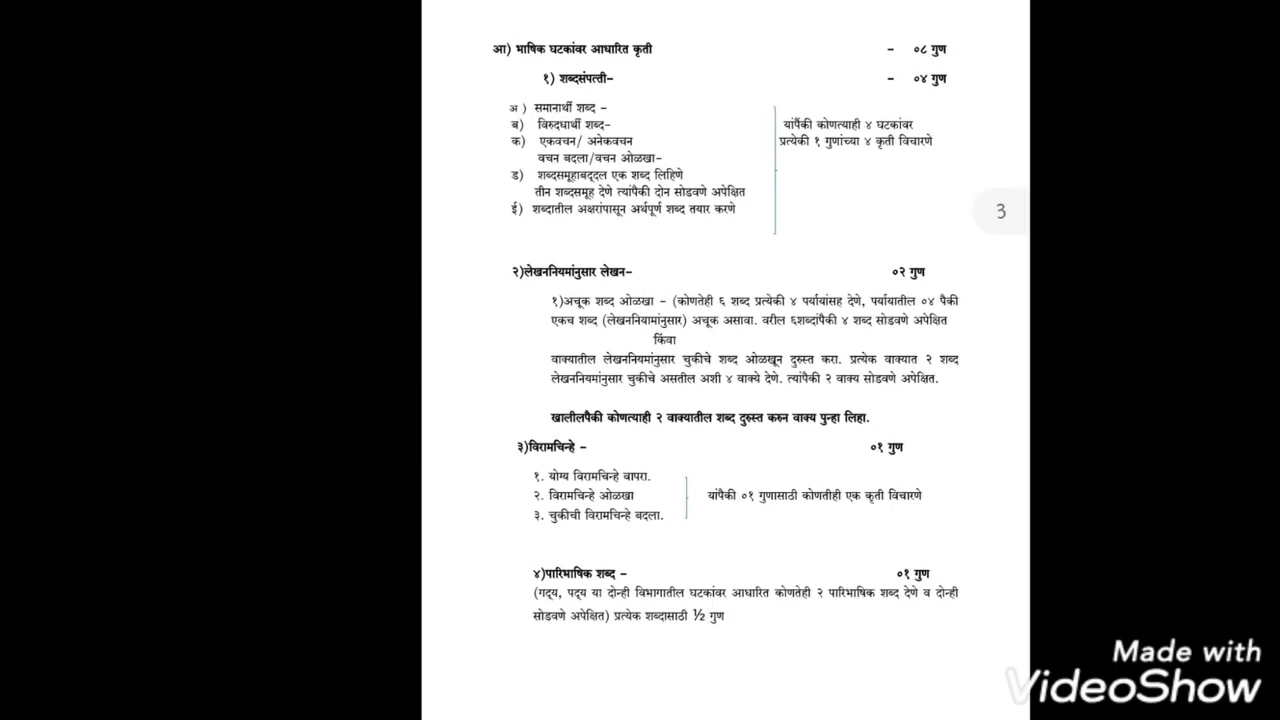 आ) भाषिक घटकांवर आधारित कृती - ०८ गुण
१) शब्दसंपत्ती- - ०४ गुण
अ ) समानार्थी शब्द -
ब) विरुदधार्थी शब्द- यांपैंकी कोणत्याही ४ घटकांवर
क) एकवचन/ अनेकवचन प्रत्येकी १ गुणांच्या ४ कृती विचारणे
वचन बदला/वचन ओळखा-
ड) शब्दसमूहाबद्दल एक शब्द लिहिणे
तीन शब्दसमूह देणे त्यांपैकी दोन सोडवणे अपेक्षित
ई) शब्दातील अक्षरांपासून अर्थपूर्ण शब्द तयार करणे
3
२)लेखननियमांनुसार लेखन- ०२ गुण
१)अचूक शब्द ओळखा - (कोणतेही ६ शब्द प्रत्येकी ४ पर्यायांसह देणे, पर्यायातील ०४ पैकी
एकच शब्द (लेखननियामांनुसार) अचूक असावा. वरील ६शब्दांपैकी ४ शब्द सोडवणे अपेक्षित
किंवा
वाक्यातील लेखननियमांनुसार चुकीचे शब्द ओळखून दुरुस्त करा. प्रत्येक वाक्यात २ शब्द
लेखननियमांनुसार चुकीचे असतील अशी ४ वाक्ये देणे. त्यांपैकी २ वाक्य सोडवणे अपेक्षित.
खालीलपैकी कोणत्याही २ वाक्यातील शब्द दुरुस्त करुन वाक्य पुन्हा लिहा.
३)विरामचिन्हे - ०१ गुण
१. योग्य विरामचिन्हे वापरा.
२. विरामचिन्हे ओळखा यांपैकी ०१ गुणासाठी कोणतीही एक कृती विचारणे
३. चुकीची विरामचिन्हे बदला.
४)पारिभाषिक शब्द - ०१ गुण
(गद्य, पद्य या दोन्ही विभागातील घटकांवर आधारित कोणतेही २ पारिभाषिक शब्द देणे व दोन्ही
सोडवणे अपेक्षित) प्रत्येक शब्दासाठी ½ गुण
Made with
VideoShow